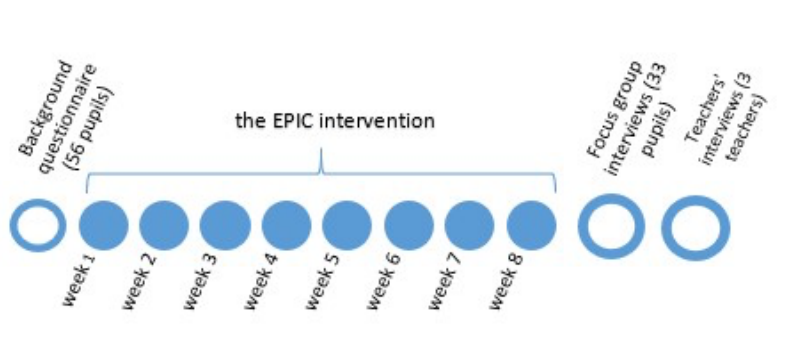 Background
questionnaire
(56 pupils)
the EPIC intervention
week 1
week 2
week 3
week 4
week 5
week 6
week 7
week 8
Focus group
interviews (33
pupils)
Teachers'
interviews (3
teachers)